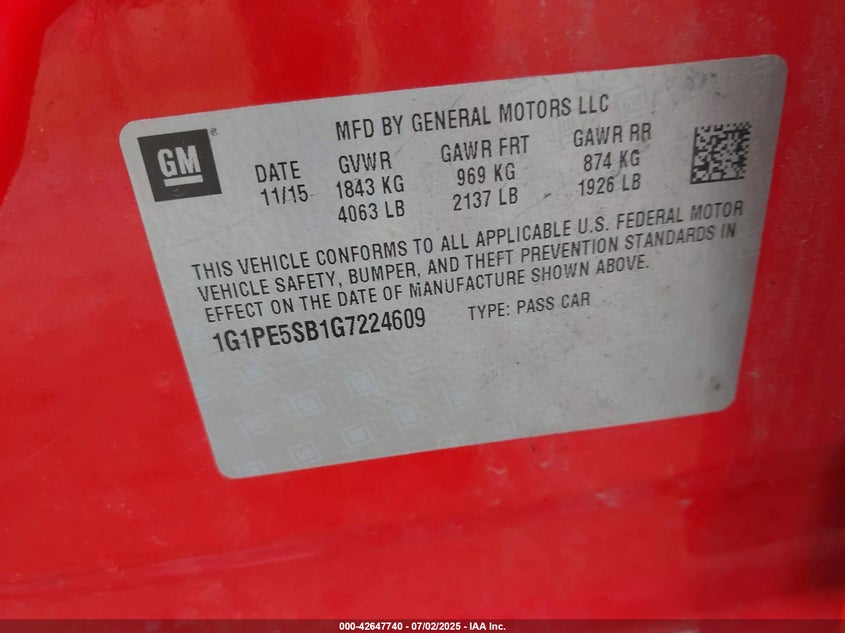 MFD BY GENERAL MOTORS LLC
GM®
DATE GVWR GAWR FRT GAWR RR
11/15 1843 KG 969 KG 874 KG
4063 LB 2137 LB 1926 LB
THIS VEHICLE CONFORMS TO ALL APPLICABLE U.S. FEDERAL MOTOR
VEHICLE SAFETY, BUMPER, AND THEFT PREVENTION STANDARDS IN
EFFECT ON THE DATE OF MANUFACTURE SHOWN ABOVE.
1G1PE5SB1G7224609 TYPE: PASS CAR
000-42647740 - 07/02/2025 - IAA Inc.